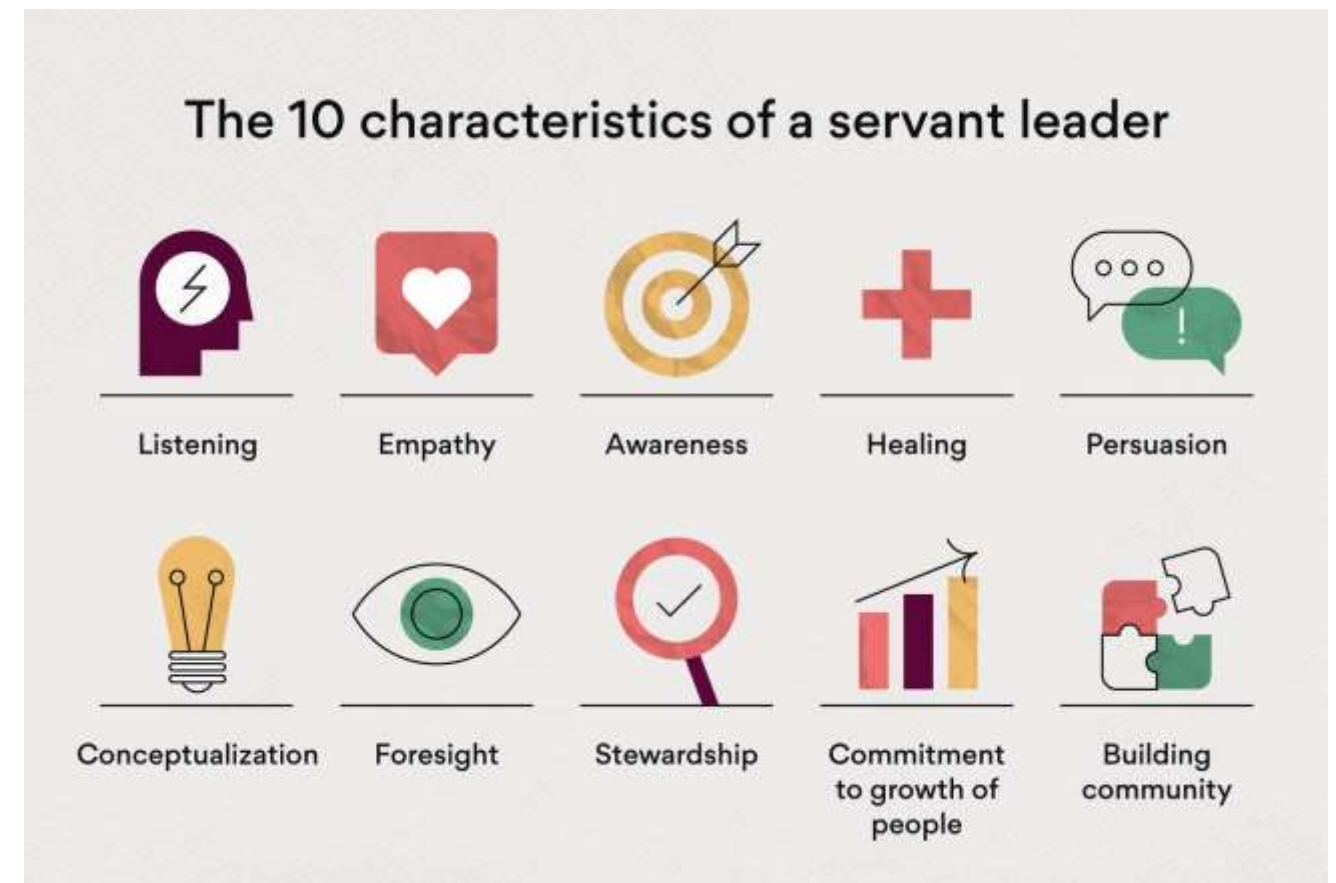 The 10 characteristics of a servant leader
Listening
Empathy
Awareness
Healing
Persuasion
Conceptualization
Foresight
Stewardship
Commitment
to growth of
people
Building
community